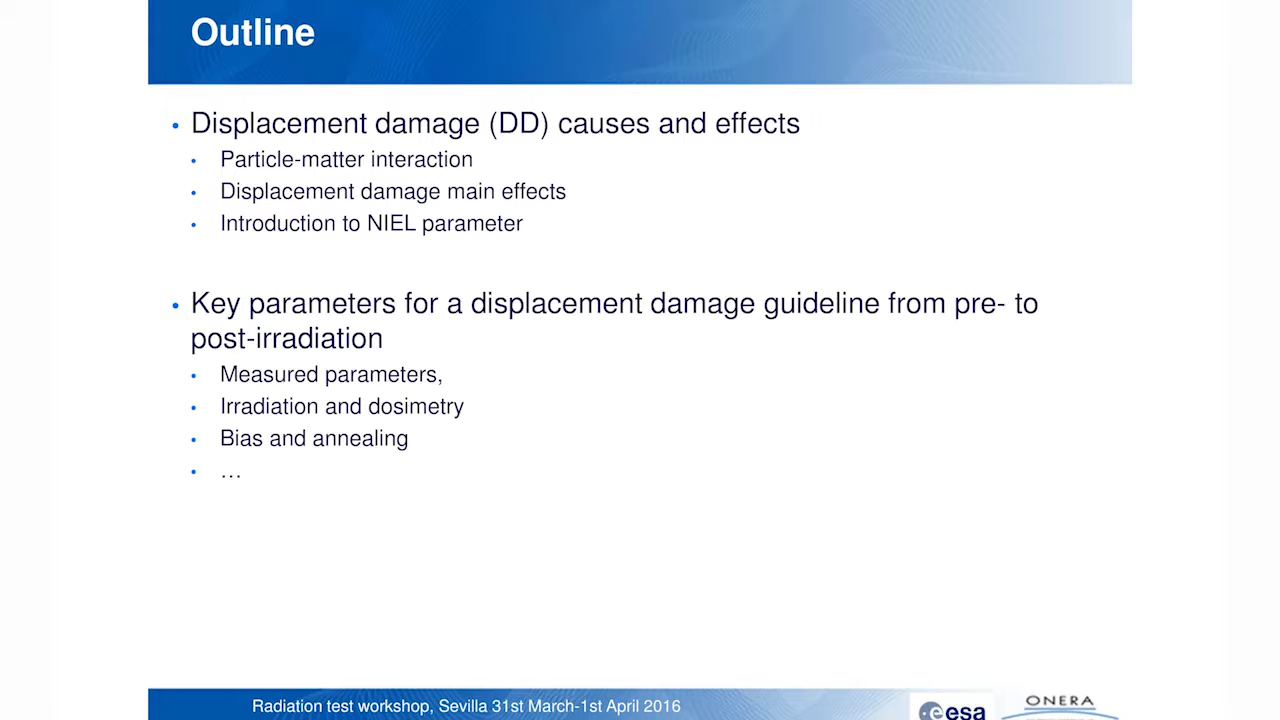 Outline
• Displacement damage (DD) causes and effects
• Particle-matter interaction
• Displacement damage main effects
• Introduction to NIEL parameter
• Key parameters for a displacement damage guideline from pre- to
post-irradiation
• Measured parameters,
• Irradiation and dosimetry
• Bias and annealing
• …
Radiation test workshop, Sevilla 31st March-1st April 2016
esa
ONERA